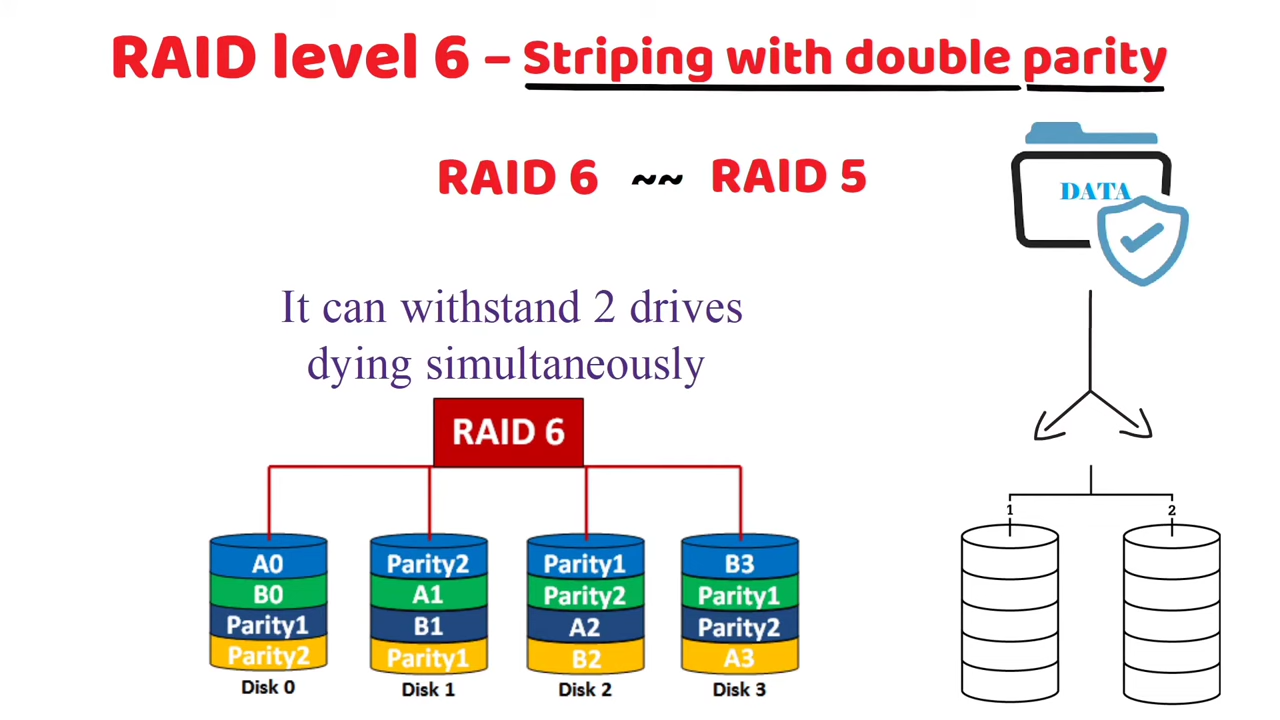 RAID level 6 – Striping with double parity
RAID 6 ~~ RAID 5
DATA
It can withstand 2 drives
dying simultaneously
RAID 6
1 2
A0 Parity2 Parity1 B3
B0 A1 Parity2 Parity1
Parity1 B1 A2 Parity2
Parity2 Parity1 B2 A3
Disk 0 Disk 1 Disk 2 Disk 3